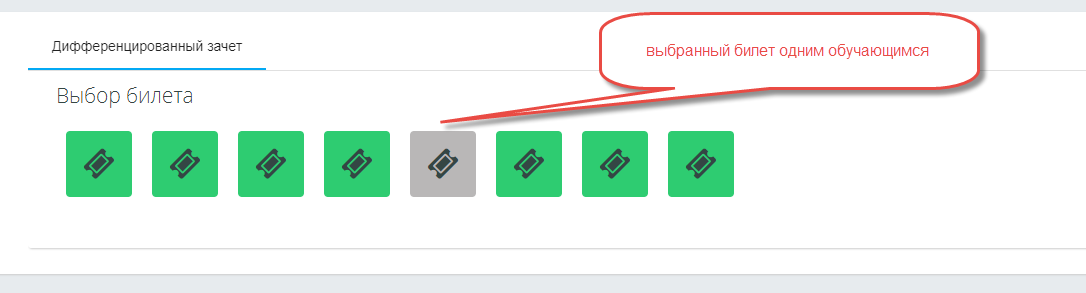 Дифференцированный зачет
выбранный билет одним обучающимся
Выбор билета